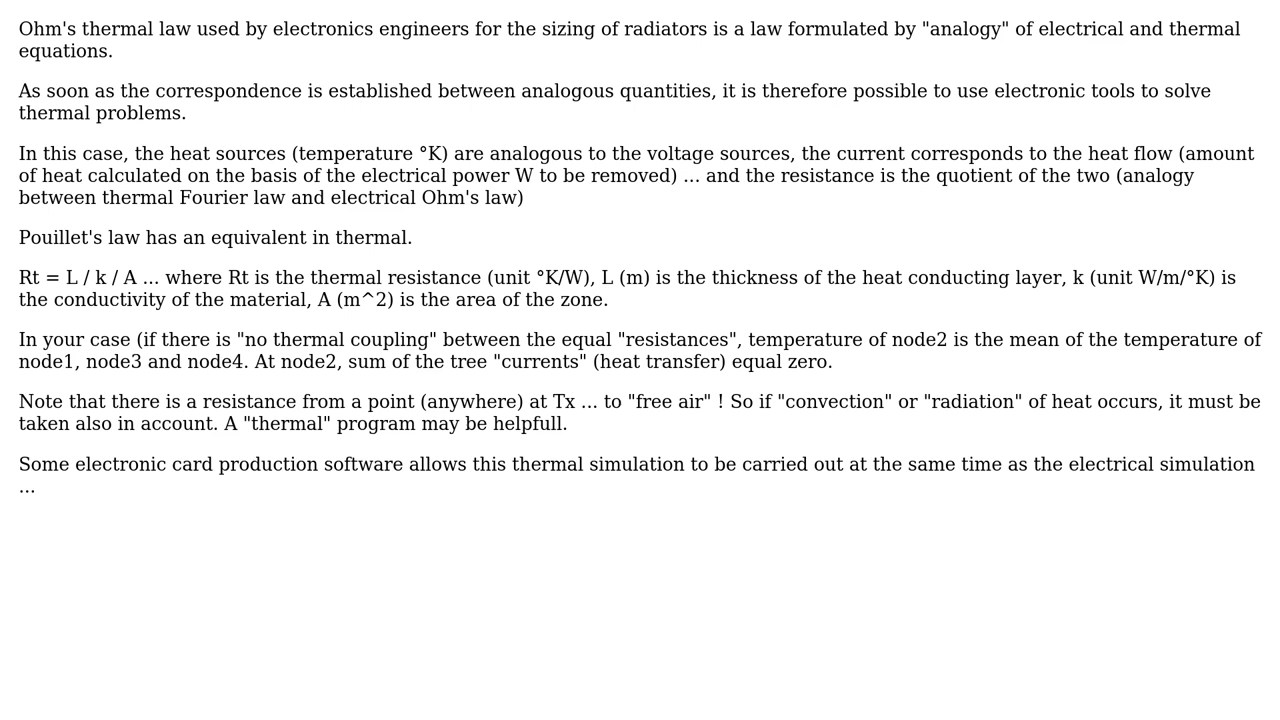 Ohm's thermal law used by electronics engineers for the sizing of radiators is a law formulated by "analogy" of electrical and thermal
equations.
As soon as the correspondence is established between analogous quantities, it is therefore possible to use electronic tools to solve
thermal problems.
In this case, the heat sources (temperature °K) are analogous to the voltage sources, the current corresponds to the heat flow (amount
of heat calculated on the basis of the electrical power W to be removed) ... and the resistance is the quotient of the two (analogy
between thermal Fourier law and electrical Ohm's law)
Pouillet's law has an equivalent in thermal.
Rt = L / k / A ... where Rt is the thermal resistance (unit °K/W), L (m) is the thickness of the heat conducting layer, k (unit W/m/°K) is
the conductivity of the material, A (m^2) is the area of the zone.
In your case (if there is "no thermal coupling" between the equal "resistances", temperature of node2 is the mean of the temperature of
node1, node3 and node4. At node2, sum of the tree "currents" (heat transfer) equal zero.
Note that there is a resistance from a point (anywhere) at Tx ... to "free air" ! So if "convection" or "radiation" of heat occurs, it must be
taken also in account. A "thermal" program may be helpfull.
Some electronic card production software allows this thermal simulation to be carried out at the same time as the electrical simulation
...